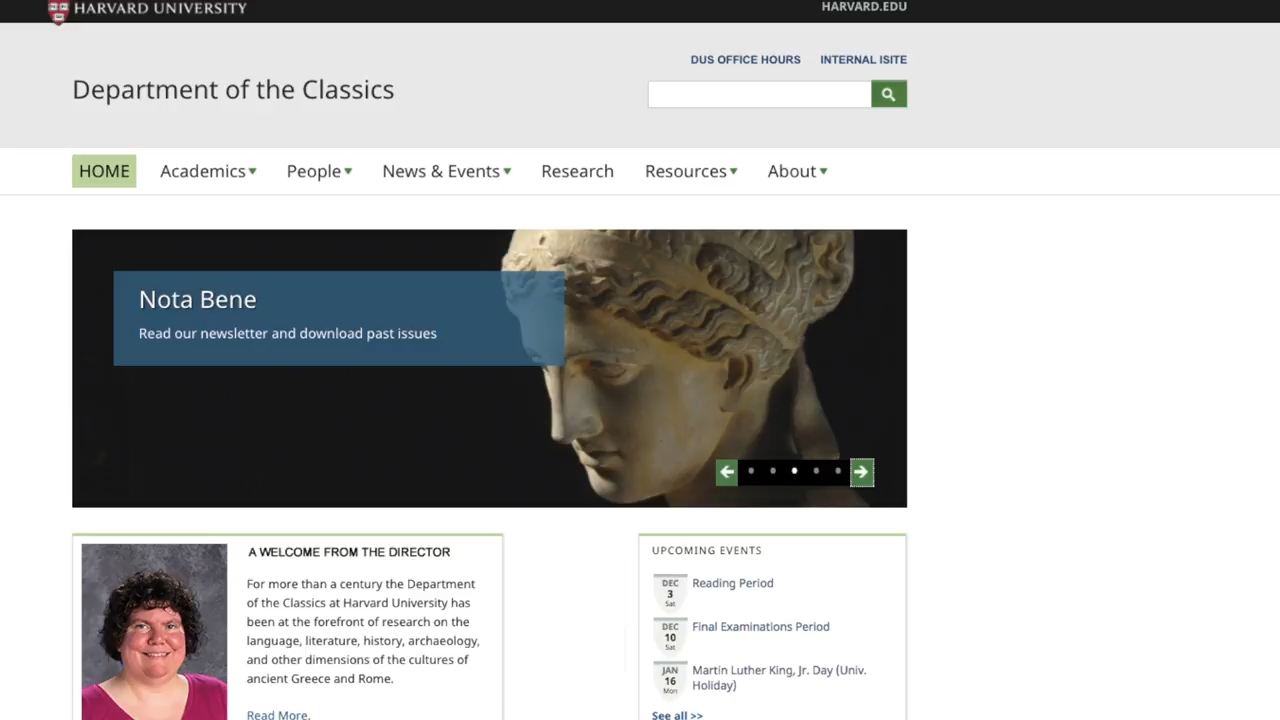 HARVARD UNIVERSITY
HARVARD.EDU
DUS OFFICE HOURS INTERNAL ISITE
Department of the Classics
HOME Academics People News & Events Research Resources About
Nota Bene
Read our newsletter and download past issues
A WELCOME FROM THE DIRECTOR
For more than a century the Department
of the Classics at Harvard University has
been at the forefront of research on the
language, literature, history, archaeology,
and other dimensions of the cultures of
ancient Greece and Rome.
Read More.
UPCOMING EVENTS
DEC
3
Sat
Reading Period
DEC
10
Sat
Final Examinations Period
JAN
16
Mon
Martin Luther King, Jr. Day (Univ.
Holiday)
See all >>